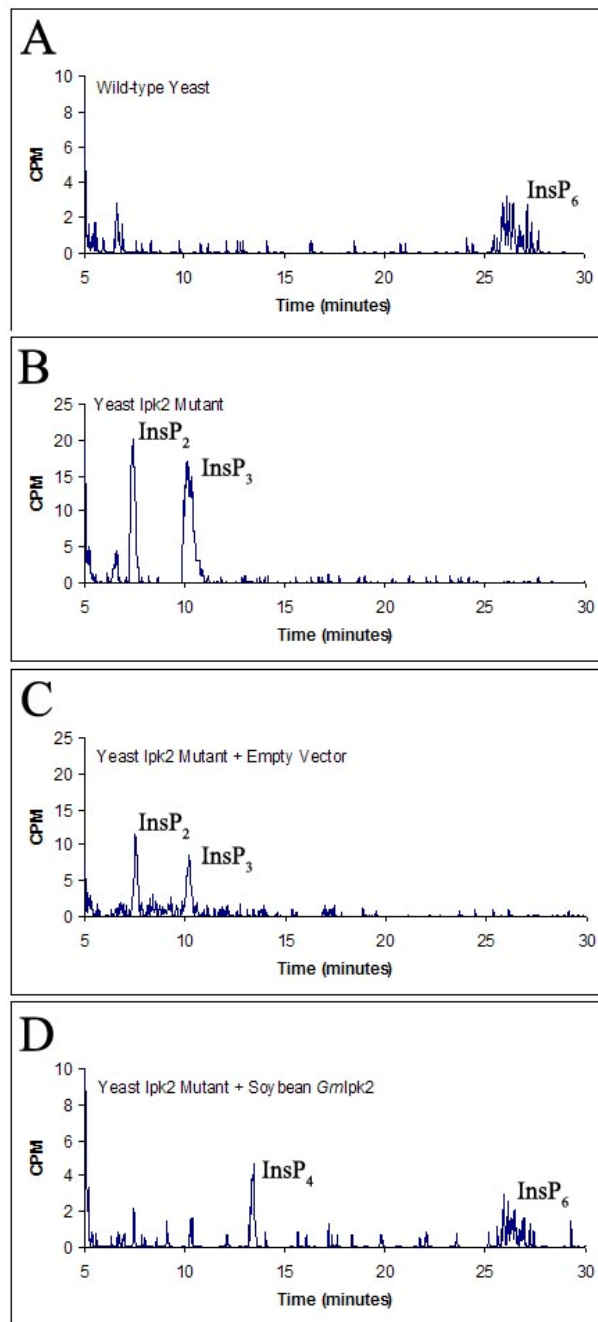 A
Wild-type Yeast
10
8
6
4
2
0
CPM
InsP6
5 10 15 20 25 30
Time (minutes)
B
Yeast Ipk2 Mutant
25
20
15
10
5
0
CPM
InsP2
InsP3
5 10 15 20 25 30
Time (minutes)
C
Yeast Ipk2 Mutant + Empty Vector
25
20
15
10
5
0
CPM
InsP2
InsP3
5 10 15 20 25 30
Time (minutes)
D
Yeast Ipk2 Mutant + Soybean GmIpk2
10
8
6
4
2
0
CPM
InsP4
InsP6
5 10 15 20 25 30
Time (minutes)